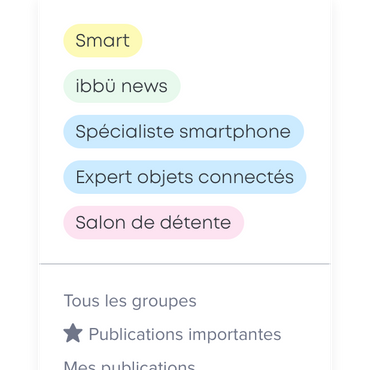 Smart
ibbü news
Spécialiste smartphone
Expert objets connectés
Salon de détente
Tous les groupes
Publications importantes
Mes publications